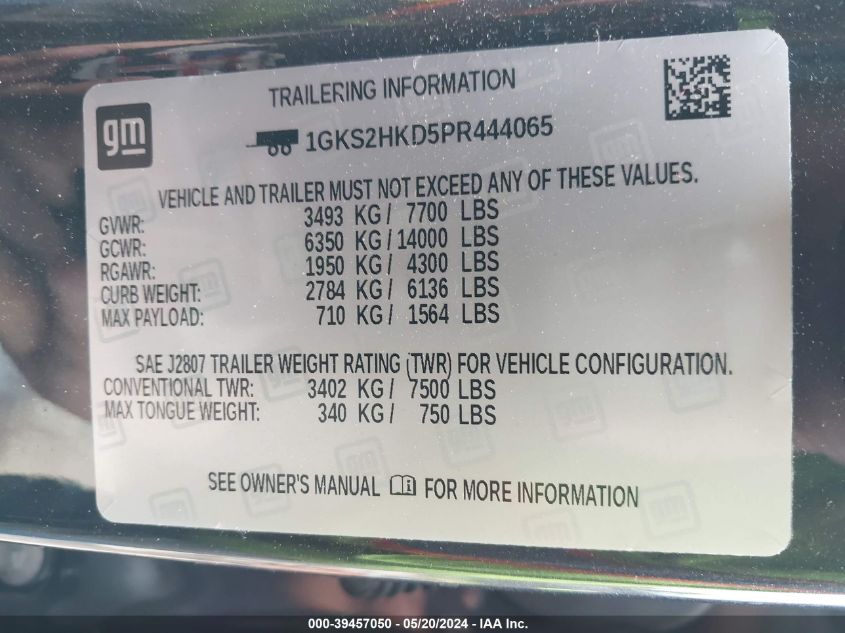 TRAILERING INFORMATION
gm
1GKS2HKD5PR444065
VEHICLE AND TRAILER MUST NOT EXCEED ANY OF THESE VALUES.
GVWR: 3493 KG / 7700 LBS
GCWR: 6350 KG / 14000 LBS
RGAWR: 1950 KG / 4300 LBS
CURB WEIGHT: 2784 KG / 6136 LBS
MAX PAYLOAD: 710 KG / 1564 LBS
SAE J2807 TRAILER WEIGHT RATING (TWR) FOR VEHICLE CONFIGURATION.
CONVENTIONAL TWR: 3402 KG / 7500 LBS
MAX TONGUE WEIGHT: 340 KG / 750 LBS
SEE OWNER'S MANUAL i FOR MORE INFORMATION
000-39457050 - 05/20/2024 - IAA Inc.